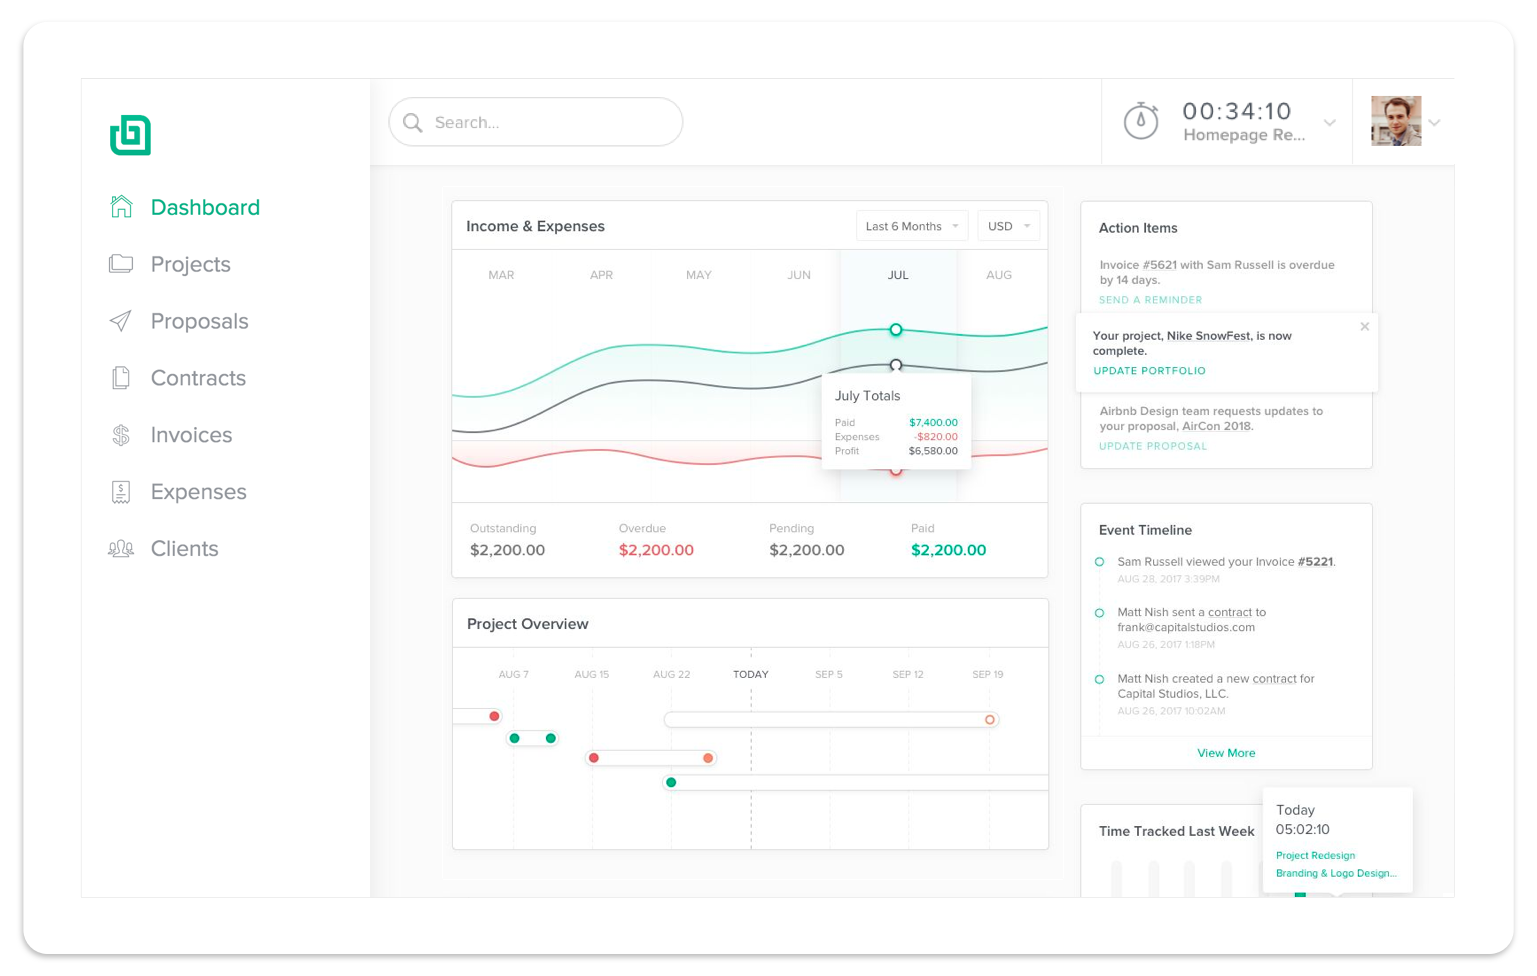 Dashboard
Projects
Proposals
Contracts
Invoices
Expenses
Clients
Search...
00:34:10
Homepage Re...
Income & Expenses
Last 6 Months
USD
MAR APR MAY JUN JUL AUG
July Totals
Paid $7,400.00
Expenses -$820.00
Profit $6,580.00
Outstanding Overdue Pending Paid
$2,200.00 $2,200.00 $2,200.00 $2,200.00
Project Overview
AUG 7 AUG 15 AUG 22 TODAY SEP 5 SEP 12 SEP 19
Action Items
Invoice #5621 with Sam Russell is overdue
by 14 days.
SEND A REMINDER
Your project, Nike SnowFest, is now
complete.
UPDATE PORTFOLIO
Airbnb Design team requests updates to
your proposal, AirCon 2018.
UPDATE PROPOSAL
Event Timeline
Sam Russell viewed your Invoice #5221.
AUG 28, 2017 3:39PM
Matt Nish sent a contract to
frank@capitalstudios.com
AUG 26, 2017 1:18PM
Matt Nish created a new contract for
Capital Studios, LLC.
AUG 26, 2017 10:02AM
View More
Time Tracked Last Week
Today
05:02:10
Project Redesign
Branding & Logo Design...